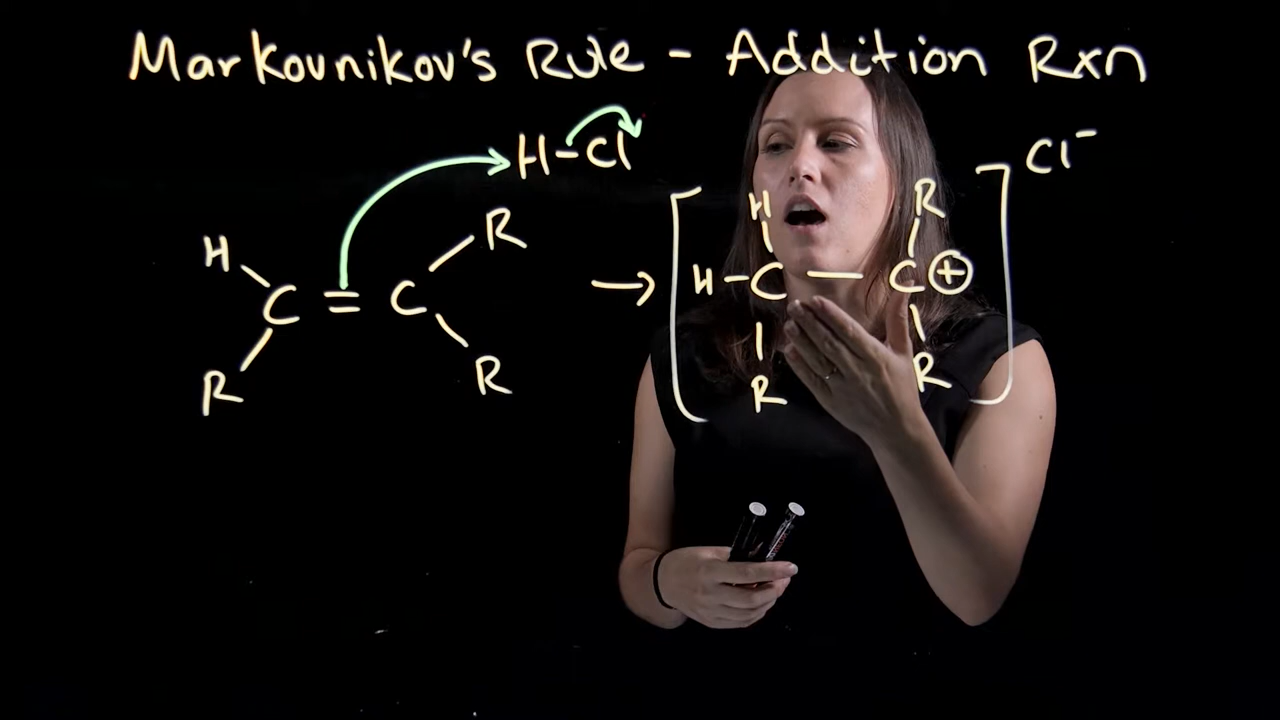 Markovnikov's Rule - Addition Rxn
H-Cl
Cl⁻
H R
H R
R
H-C — C⊕
C = C
→
R R
R R